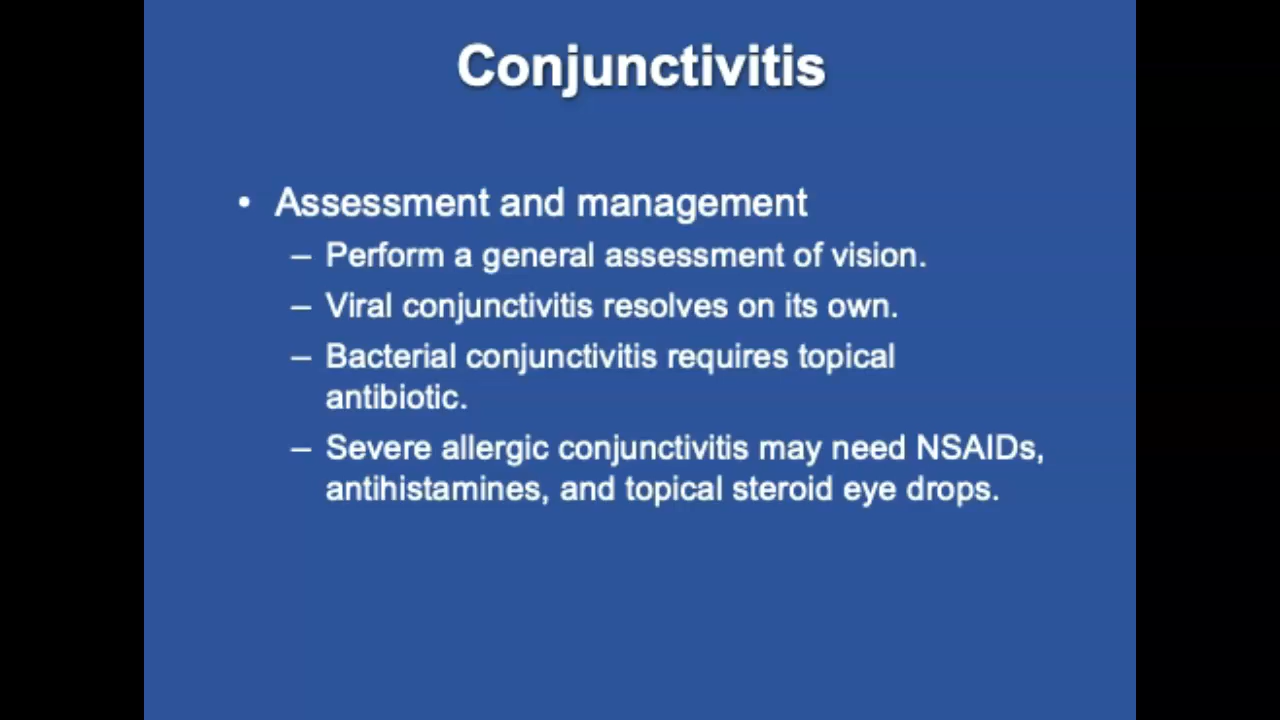 Conjunctivitis
• Assessment and management
– Perform a general assessment of vision.
– Viral conjunctivitis resolves on its own.
– Bacterial conjunctivitis requires topical
antibiotic.
– Severe allergic conjunctivitis may need NSAIDs,
antihistamines, and topical steroid eye drops.